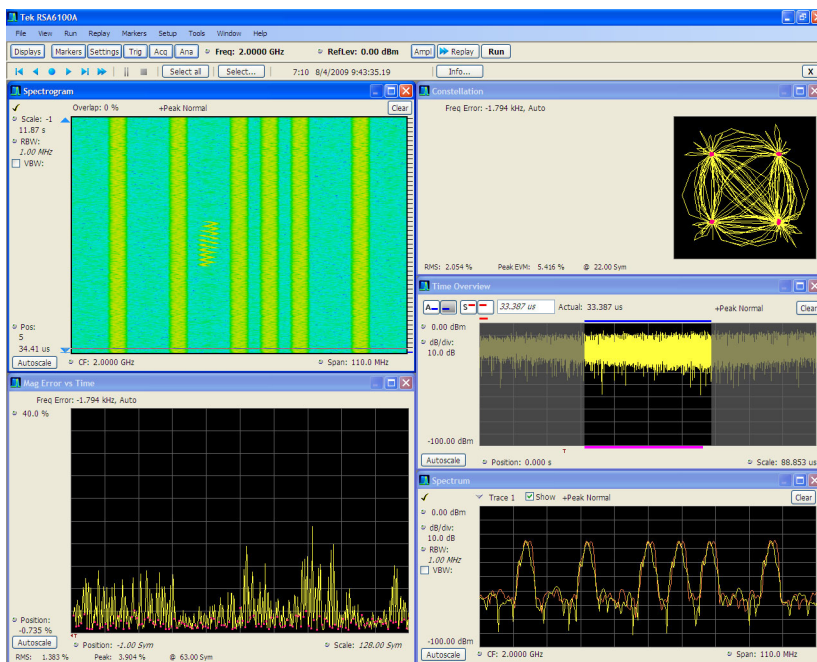 Tek RSA6100A
File View Run Replay Markers Setup Tools Window Help
Displays Markers Settings Trig Acq Ana Freq: 2.0000 GHz RefLev: 0.00 dBm Ampl Replay Run
Select all Select... 7:10 8/4/2009 9:43:35.19 Info... X
Spectrogram
Overlap: 0 % +Peak Normal Clear
Scale: -1
11.87 s
RBW:
1.00 MHz
VBW:
Pos:
5
34.41 us
Autoscale CF: 2.0000 GHz Span: 110.0 MHz
Constellation
Freq Error: -1.794 kHz, Auto
RMS: 2.054 % Peak EVM: 5.416 % @ 22.00 Sym
Time Overview
A S 33.387 us Actual: 33.387 us +Peak Normal Clear
0.00 dBm
dB/div:
10.0 dB
-100.00 dBm
T
Autoscale Position: 0.000 s Scale: 88.853 us
Mag Error vs Time
Freq Error: -1.794 kHz, Auto
40.0 %
Position:
-0.735 %
T
Autoscale Position: -1.00 Sym Scale: 128.00 Sym
RMS: 1.383 % Peak: 3.904 % @ 63.00 Sym
Spectrum
Trace 1 Show +Peak Normal Clear
0.00 dBm
dB/div:
10.0 dB
RBW:
1.00 MHz
VBW:
-100.00 dBm
Autoscale CF: 2.0000 GHz Span: 110.0 MHz